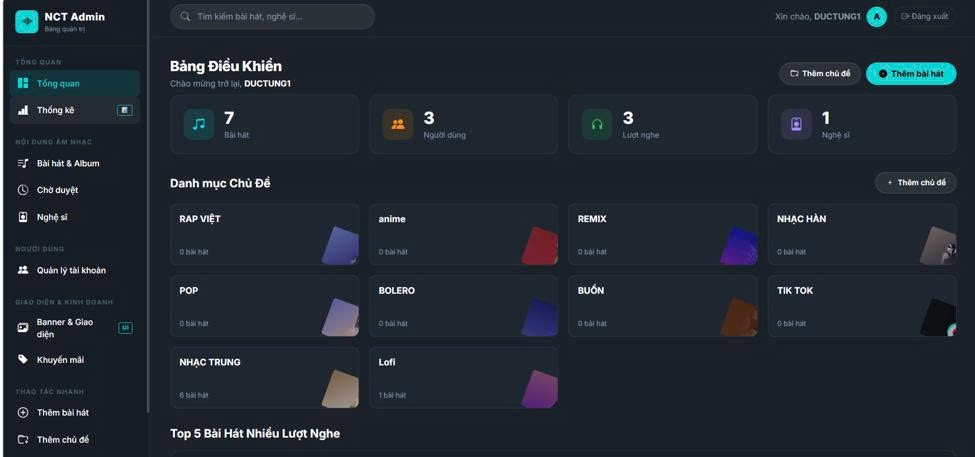 NCT Admin
Bảng quản trị
TỔNG QUAN
Tổng quan
Thống kê
NỘI DUNG ÂM NHẠC
Bài hát & Album
Chờ duyệt
Nghệ sĩ
NGƯỜI DÙNG
Quản lý tài khoản
GIAO DIỆN & KINH DOANH
Banner & Giao
diện
UI
Khuyến mãi
THAO TÁC NHANH
Thêm bài hát
Thêm chủ đề
Tìm kiếm bài hát, nghệ sĩ...
Xin chào, DUCTUNG1
A
Đăng xuất
Bảng Điều Khiển
Chào mừng trở lại, DUCTUNG1
Thêm chủ đề
Thêm bài hát
7
Bài hát
3
Người dùng
3
Lượt nghe
1
Nghệ sĩ
Danh mục Chủ Đề
+ Thêm chủ đề
RAP VIỆT
0 bài hát
anime
0 bài hát
REMIX
0 bài hát
NHẠC HÀN
0 bài hát
POP
0 bài hát
BOLERO
0 bài hát
BUỒN
0 bài hát
TIK TOK
0 bài hát
NHẠC TRUNG
6 bài hát
Lofi
1 bài hát
Top 5 Bài Hát Nhiều Lượt Nghe